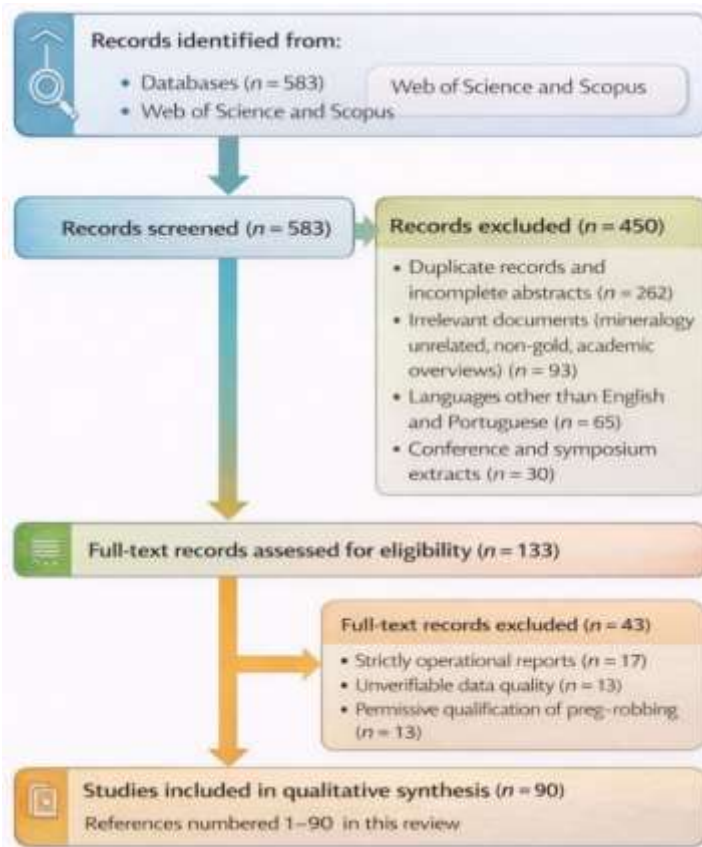 Records identified from:
• Databases (n = 583)
• Web of Science and Scopus
Web of Science and Scopus
Records screened (n = 583)
Records excluded (n = 450)
• Duplicate records and
incomplete abstracts (n = 262)
• Irrelevant documents (mineralogy
unrelated, non-gold, academic
overviews) (n = 93)
• Languages other than English
and Portuguese (n = 65)
• Conference and symposium
extracts (n = 30)
Full-text records assessed for eligibility (n = 133)
Full-text records excluded (n = 43)
• Strictly operational reports (n = 17)
• Unverifiable data quality (n = 13)
• Permissive qualification of preg-robbing
(n = 13)
Studies included in qualitative synthesis (n = 90)
References numbered 1–90 in this review